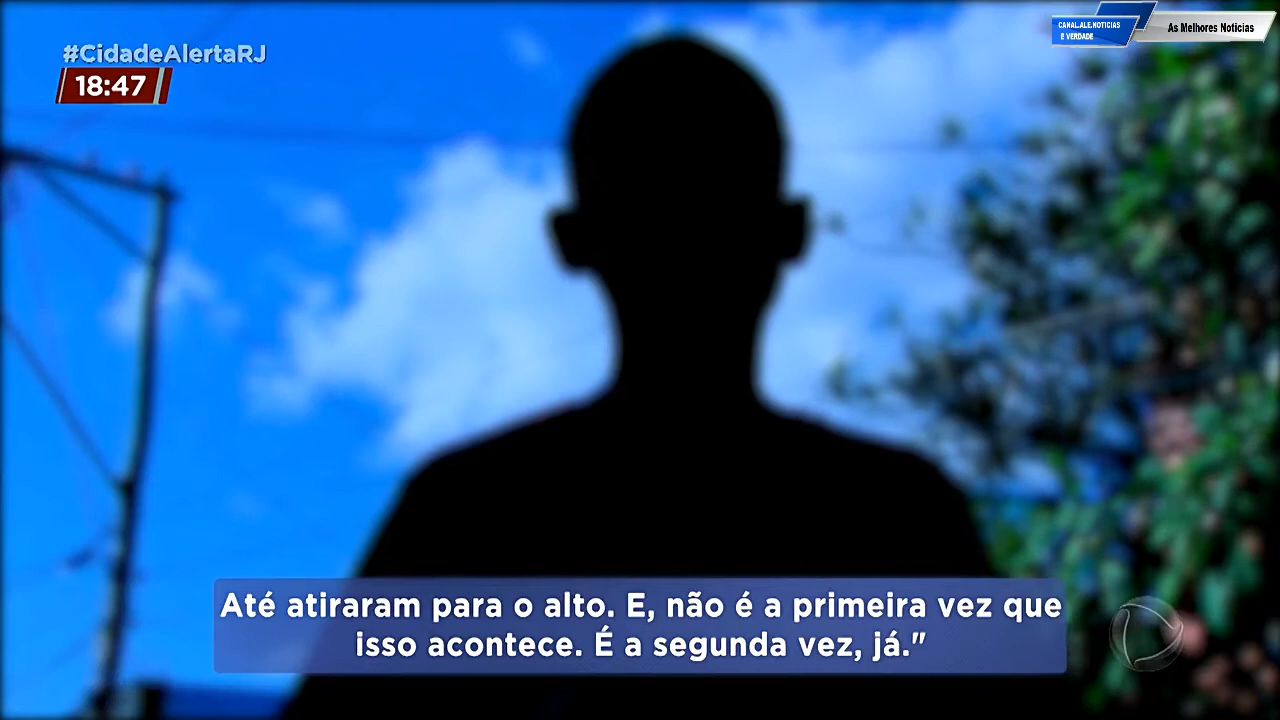 #CidadeAlertaRJ
18:47
CANAL.ALE.NOTICIAS
E VERDADE
As Melhores Noticias
Até atiraram para o alto. E, não é a primeira vez que
isso acontece. É a segunda vez, já."